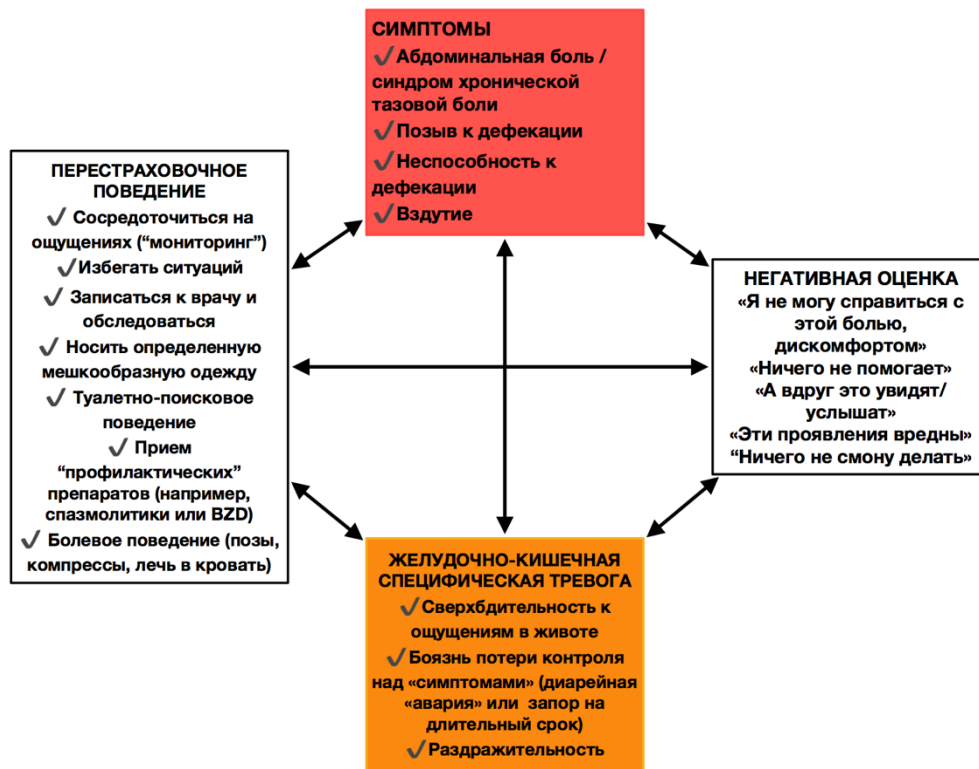 СИМПТОМЫ
✓Абдоминальная боль /
синдром хронической
тазовой боли
✓Позыв к дефекации
✓Неспособность к
дефекации
✓Вздутие
ПЕРЕСТРАХОВОЧНОЕ
ПОВЕДЕНИЕ
✓ Сосредоточиться на
ощущениях (“мониторинг”)
✓Избегать ситуаций
✓ Записаться к врачу и
обследоваться
✓ Носить определенную
мешкообразную одежду
✓ Туалетно-поисковое
поведение
✓ Прием
“профилактических”
препаратов (например,
спазмолитики или BZD)
✓ Болевое поведение (позы,
компрессы, лечь в кровать)
НЕГАТИВНАЯ ОЦЕНКА
«Я не могу справиться с
этой болью,
дискомфортом»
«Ничего не помогает»
«А вдруг это увидят/
услышат»
«Эти проявления вредны»
“Ничего не смону делать»
ЖЕЛУДОЧНО-КИШЕЧНАЯ
СПЕЦИФИЧЕСКАЯ ТРЕВОГА
✓Сверхбдительность к
ощущениям в животе
✓Боязнь потери контроля
над «симптомами» (диарейная
«авария» или запор на
длительный срок)
✓Раздражительность